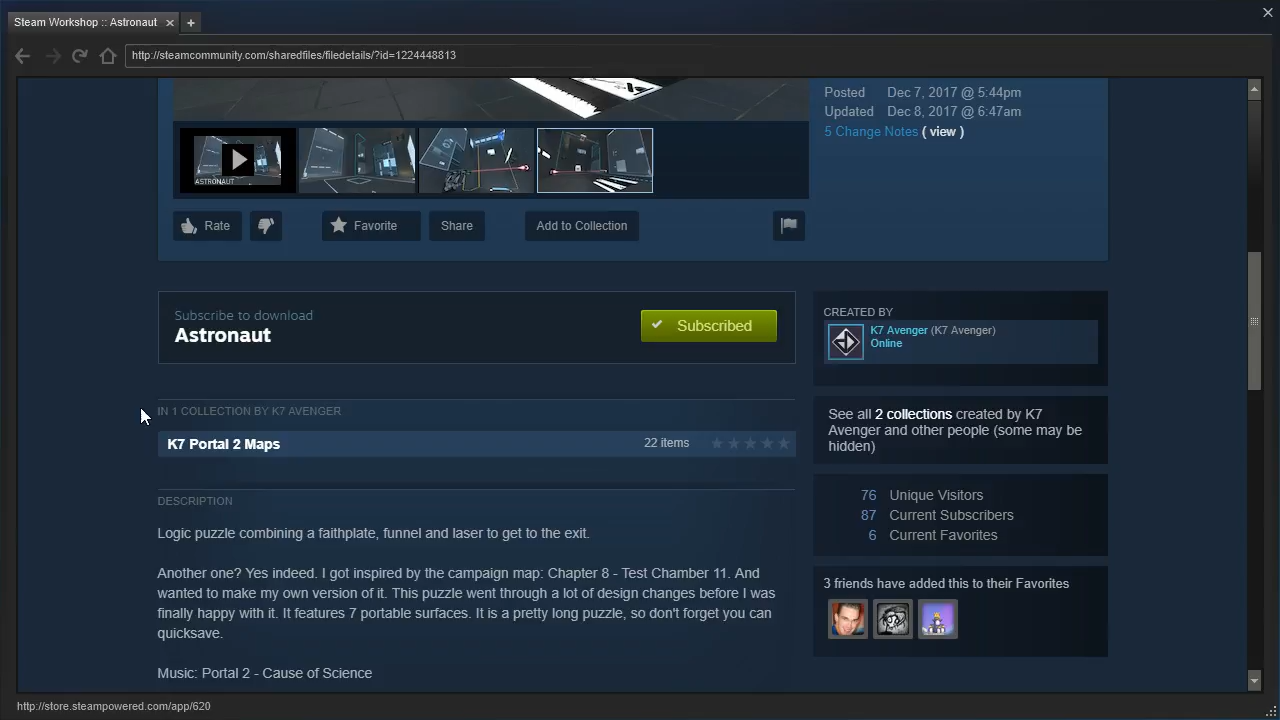 Steam Workshop :: Astronaut
http://steamcommunity.com/sharedfiles/filedetails/?id=1224448813
Posted Dec 7, 2017 @ 5:44pm
Updated Dec 8, 2017 @ 6:47am
5 Change Notes ( view )
ASTRONAUT
Rate
Favorite
Share
Add to Collection
Subscribe to download
Astronaut
Subscribed
IN 1 COLLECTION BY K7 AVENGER
K7 Portal 2 Maps 22 items
DESCRIPTION
Logic puzzle combining a faithplate, funnel and laser to get to the exit.
Another one? Yes indeed. I got inspired by the campaign map: Chapter 8 - Test Chamber 11. And
wanted to make my own version of it. This puzzle went through a lot of design changes before I was
finally happy with it. It features 7 portable surfaces. It is a pretty long puzzle, so don't forget you can
quicksave.
Music: Portal 2 - Cause of Science
CREATED BY
K7 Avenger (K7 Avenger)
Online
See all 2 collections created by K7
Avenger and other people (some may be
hidden)
76 Unique Visitors
87 Current Subscribers
6 Current Favorites
3 friends have added this to their Favorites
http://store.steampowered.com/app/620